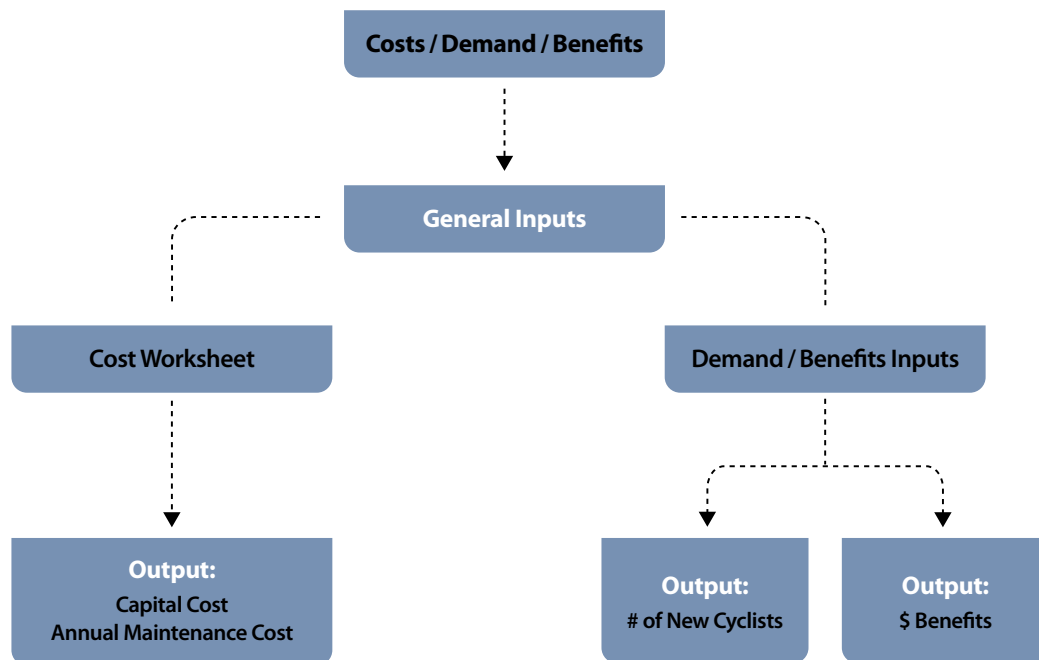 Costs / Demand / Benefits
General Inputs
Cost Worksheet
Demand / Benefits Inputs
Output:
Capital Cost
Annual Maintenance Cost
Output:
# of New Cyclists
Output:
$ Benefits